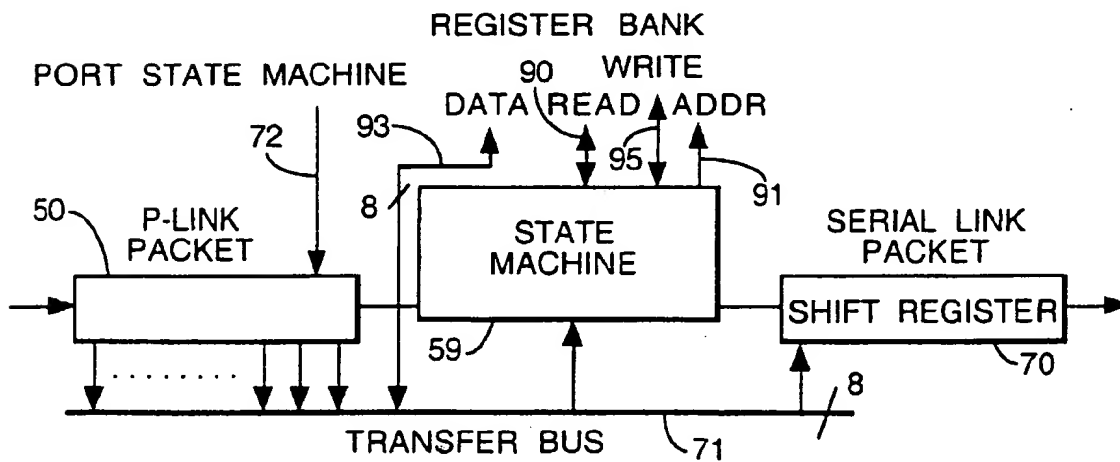 REGISTER BANK
PORT STATE MACHINE
90
WRITE
DATA READ ADDR
93
72
95
91
8
50
P-LINK
PACKET
STATE
MACHINE
SERIAL LINK
PACKET
SHIFT REGISTER
59
70
8
TRANSFER BUS
71